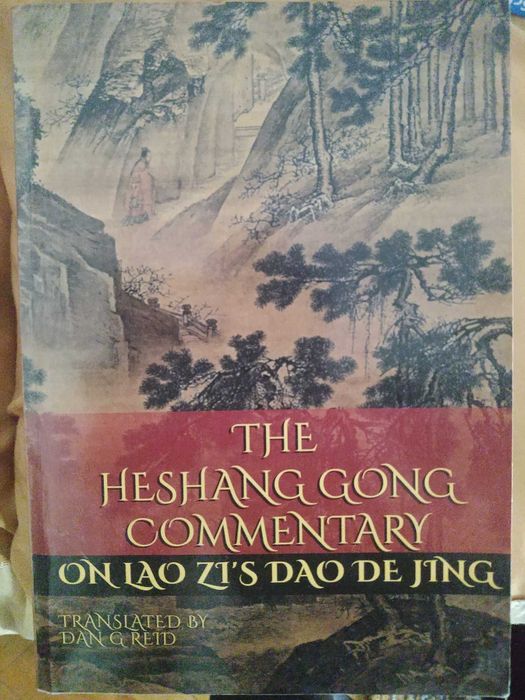 THE
HESHANG GONG
COMMENTARY
ON LAO ZI'S DAO DE JING
TRANSLATED BY
DAN G REID